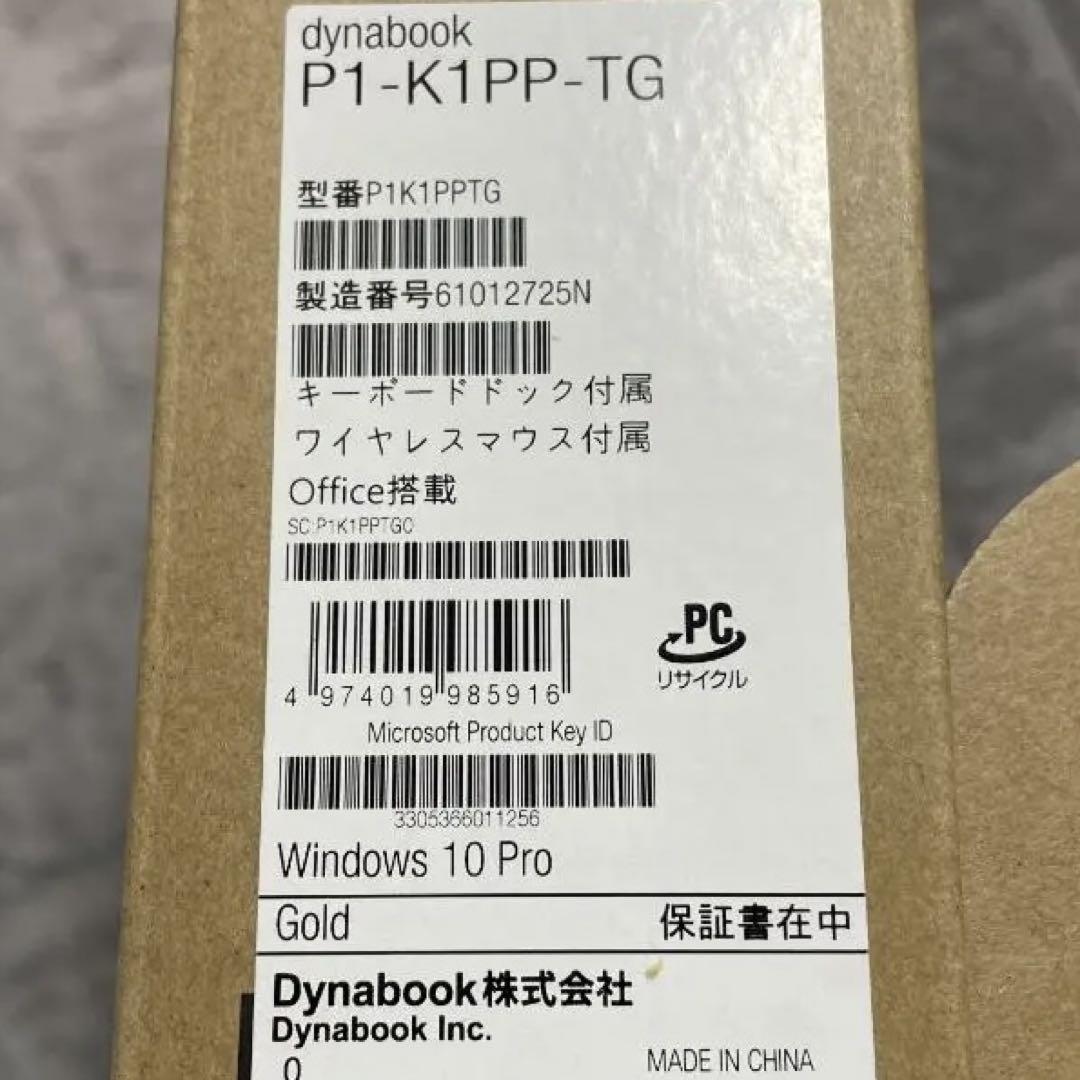 dynabook
P1-K1PP-TG
型番P1K1PPTG
製造番号61012725N
キーボードドック付属
ワイヤレスマウス付属
Office搭載
SC:P1K1PPTGC
4 974019 985916
PC
リサイクル
Microsoft Product Key ID
3305366011256
Windows 10 Pro
Gold 保証書在中
Dynabook株式会社
Dynabook Inc.
0 MADE IN CHINA